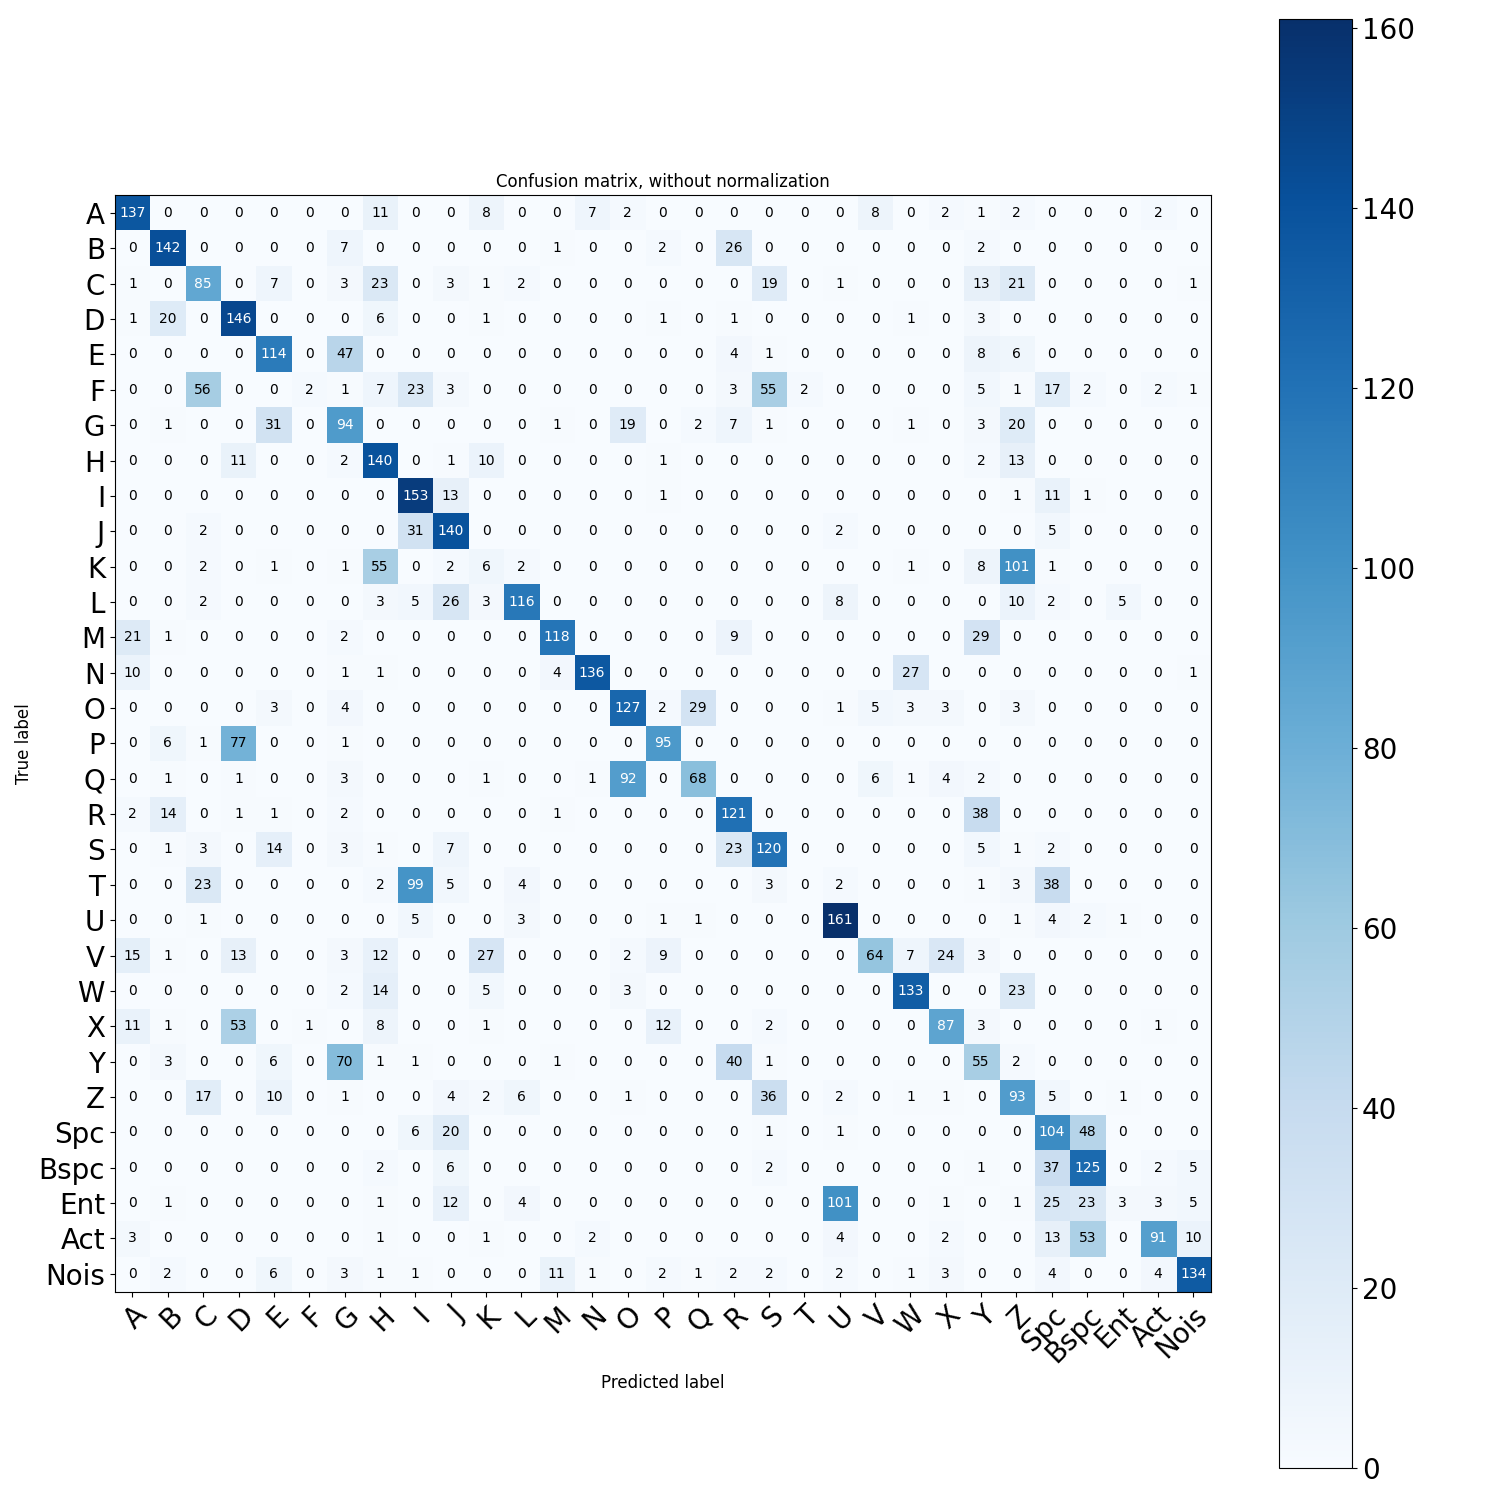 Confusion matrix, without normalization
A 137 0 0 0 0 0 0 11 0 0 8 0 0 7 2 0 0 0 0 0 0 8 0 2 1 2 0 0 0 2 0
B 0 142 0 0 0 0 7 0 0 0 0 0 1 0 0 2 0 26 0 0 0 0 0 0 2 0 0 0 0 0 0
C 1 0 85 0 7 0 3 23 0 3 1 2 0 0 0 0 0 0 19 0 1 0 0 0 13 21 0 0 0 0 1
D 1 20 0 146 0 0 0 6 0 0 1 0 0 0 0 1 0 1 0 0 0 0 1 0 3 0 0 0 0 0 0
E 0 0 0 0 114 0 47 0 0 0 0 0 0 0 0 0 0 4 1 0 0 0 0 0 8 6 0 0 0 0 0
F 0 0 56 0 0 2 1 7 23 3 0 0 0 0 0 0 0 3 55 2 0 0 0 0 5 1 17 2 0 2 1
G 0 1 0 0 31 0 94 0 0 0 0 0 1 0 19 0 2 7 1 0 0 0 1 0 3 20 0 0 0 0 0
H 0 0 0 11 0 0 2 140 0 1 10 0 0 0 0 1 0 0 0 0 0 0 0 0 2 13 0 0 0 0 0
I 0 0 0 0 0 0 0 0 153 13 0 0 0 0 0 1 0 0 0 0 0 0 0 0 0 1 11 1 0 0 0
J 0 0 2 0 0 0 0 0 31 140 0 0 0 0 0 0 0 0 0 0 2 0 0 0 0 0 5 0 0 0 0
K 0 0 2 0 1 0 1 55 0 2 6 2 0 0 0 0 0 0 0 0 0 0 1 0 8 101 1 0 0 0 0
L 0 0 2 0 0 0 0 3 5 26 3 116 0 0 0 0 0 0 0 0 8 0 0 0 0 10 2 0 5 0 0
M 21 1 0 0 0 0 2 0 0 0 0 0 118 0 0 0 0 9 0 0 0 0 0 0 29 0 0 0 0 0 0
N 10 0 0 0 0 0 1 1 0 0 0 0 4 136 0 0 0 0 0 0 0 0 27 0 0 0 0 0 0 0 1
O 0 0 0 0 3 0 4 0 0 0 0 0 0 0 127 2 29 0 0 0 1 5 3 3 0 3 0 0 0 0 0
P 0 6 1 77 0 0 1 0 0 0 0 0 0 0 0 95 0 0 0 0 0 0 0 0 0 0 0 0 0 0 0
Q 0 1 0 1 0 0 3 0 0 0 1 0 0 1 92 0 68 0 0 0 0 6 1 4 2 0 0 0 0 0 0
R 2 14 0 1 1 0 2 0 0 0 0 0 1 0 0 0 0 121 0 0 0 0 0 0 38 0 0 0 0 0 0
S 0 1 3 0 14 0 3 1 0 7 0 0 0 0 0 0 0 23 120 0 0 0 0 0 5 1 2 0 0 0 0
T 0 0 23 0 0 0 0 2 99 5 0 4 0 0 0 0 0 0 3 0 2 0 0 0 1 3 38 0 0 0 0
U 0 0 1 0 0 0 0 0 5 0 0 3 0 0 0 1 1 0 0 0 161 0 0 0 0 1 4 2 1 0 0
V 15 1 0 13 0 0 3 12 0 0 27 0 0 0 2 9 0 0 0 0 0 64 7 24 3 0 0 0 0 0 0
W 0 0 0 0 0 0 2 14 0 0 5 0 0 0 3 0 0 0 0 0 0 0 133 0 0 23 0 0 0 0 0
X 11 1 0 53 0 1 0 8 0 0 1 0 0 0 0 12 0 0 2 0 0 0 0 87 3 0 0 0 0 1 0
Y 0 3 0 0 6 0 70 1 1 0 0 0 1 0 0 0 0 40 1 0 0 0 0 0 55 2 0 0 0 0 0
Z 0 0 17 0 10 0 1 0 0 4 2 6 0 0 1 0 0 0 36 0 2 0 1 1 0 93 5 0 1 0 0
Spc 0 0 0 0 0 0 0 0 6 20 0 0 0 0 0 0 0 0 1 0 1 0 0 0 0 0 104 48 0 0 0
Bspc 0 0 0 0 0 0 0 2 0 6 0 0 0 0 0 0 0 0 2 0 0 0 0 0 1 0 37 125 0 2 5
Ent 0 1 0 0 0 0 0 1 0 12 0 4 0 0 0 0 0 0 0 0 101 0 0 1 0 1 25 23 3 3 5
Act 3 0 0 0 0 0 0 1 0 0 1 0 0 2 0 0 0 0 0 0 4 0 0 2 0 0 13 53 0 91 10
Nois 0 2 0 0 6 0 3 1 1 0 0 0 11 1 0 2 1 2 2 0 2 0 1 3 0 0 4 0 0 4 134
A B C D E F G H I J K L M N O P Q R S T U V W X Y Z Spc Bspc Ent Act Nois
Predicted label
True label
160
140
120
100
80
60
40
20
0